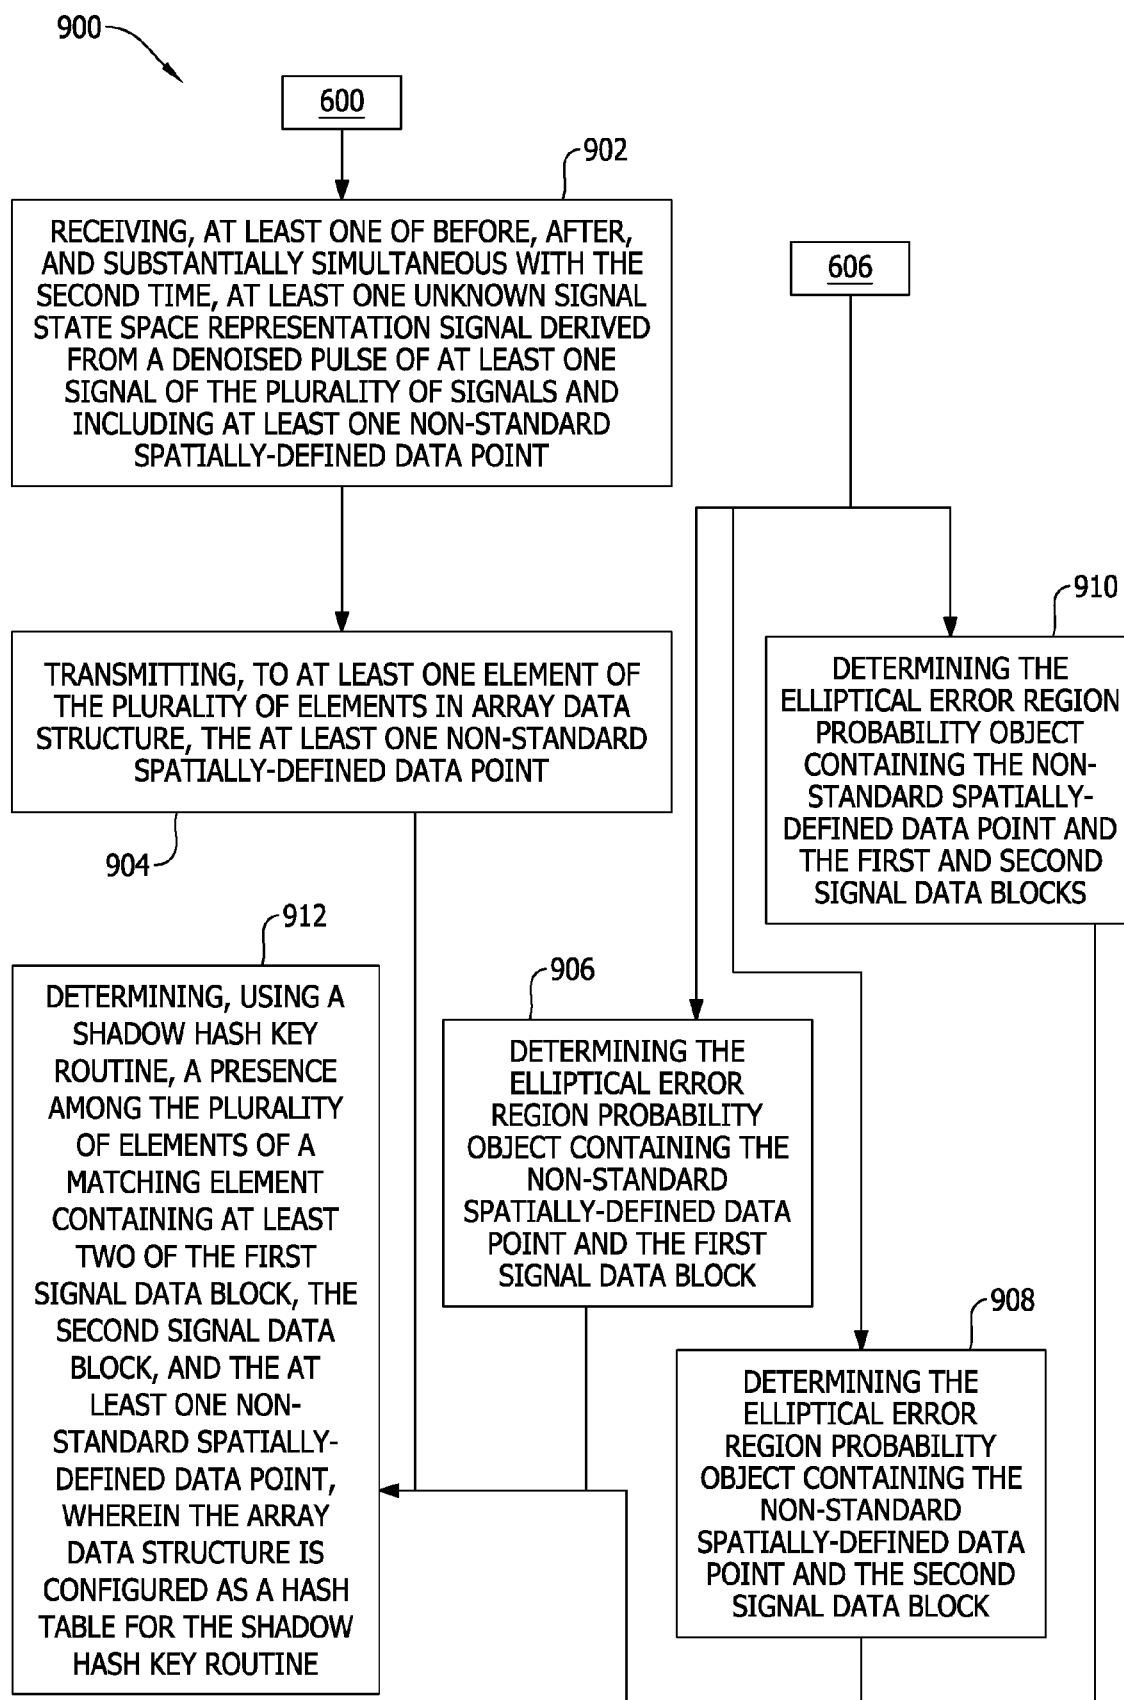 900
600
902
RECEIVING, AT LEAST ONE OF BEFORE, AFTER,
AND SUBSTANTIALLY SIMULTANEOUS WITH THE
SECOND TIME, AT LEAST ONE UNKNOWN SIGNAL
STATE SPACE REPRESENTATION SIGNAL DERIVED
FROM A DENOISED PULSE OF AT LEAST ONE
SIGNAL OF THE PLURALITY OF SIGNALS AND
INCLUDING AT LEAST ONE NON-STANDARD
SPATIALLY-DEFINED DATA POINT
606
TRANSMITTING, TO AT LEAST ONE ELEMENT OF
THE PLURALITY OF ELEMENTS IN ARRAY DATA
STRUCTURE, THE AT LEAST ONE NON-STANDARD
SPATIALLY-DEFINED DATA POINT
904
910
DETERMINING THE
ELLIPTICAL ERROR REGION
PROBABILITY OBJECT
CONTAINING THE NON-
STANDARD SPATIALLY-
DEFINED DATA POINT AND
THE FIRST AND SECOND
SIGNAL DATA BLOCKS
912
DETERMINING, USING A
SHADOW HASH KEY
ROUTINE, A PRESENCE
AMONG THE PLURALITY
OF ELEMENTS OF A
MATCHING ELEMENT
CONTAINING AT LEAST
TWO OF THE FIRST
SIGNAL DATA BLOCK, THE
SECOND SIGNAL DATA
BLOCK, AND THE AT
LEAST ONE NON-
STANDARD SPATIALLY-
DEFINED DATA POINT,
WHEREIN THE ARRAY
DATA STRUCTURE IS
CONFIGURED AS A HASH
TABLE FOR THE SHADOW
HASH KEY ROUTINE
906
DETERMINING THE
ELLIPTICAL ERROR
REGION PROBABILITY
OBJECT CONTAINING THE
NON-STANDARD
SPATIALLY-DEFINED DATA
POINT AND THE FIRST
SIGNAL DATA BLOCK
908
DETERMINING THE
ELLIPTICAL ERROR
REGION PROBABILITY
OBJECT CONTAINING THE
NON-STANDARD
SPATIALLY-DEFINED DATA
POINT AND THE SECOND
SIGNAL DATA BLOCK